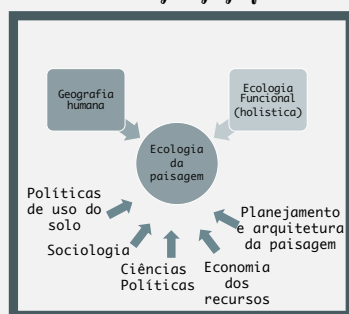 Geografia
humana
Ecologia
Funcional
(holistica)
Ecologia
da
paisagem
Políticas
de uso do
solo
Sociologia
Ciências
Políticas
Economia
dos
recursos
Planejamento
e arquitetura
da paisagem